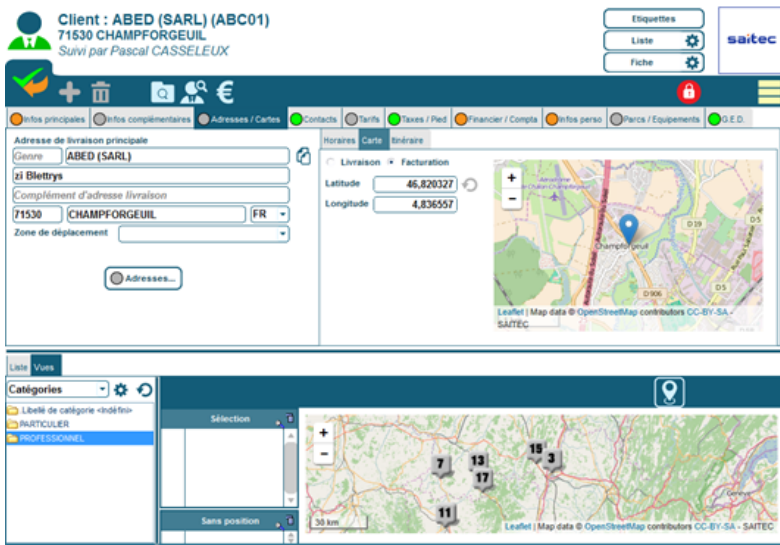 Client : ABED (SARL) (ABC01)
71530 CHAMPFORGEUIL
Suivi par Pascal CASSELEUX
Etiquettes
Liste
Fiche
saitec
Infos principales Infos complémentaires Adresses / Cartes Contacts Tarifs Taxes / Pied Financier / Compta Infos perso Parcs / Equipements G.E.D.
Adresse de livraison principale
Genre ABED (SARL)
zi Blettrys
Complément d'adresse livraison
71530 CHAMPFORGEUIL FR
Zone de déplacement
Adresses...
Horaires Carte Itinéraire
Livraison Facturation
Latitude 46,820327
Longitude 4,836557
+
−
Champforgeuil
D 19
D5
D 906
D5
Leaflet | Map data © OpenStreetMap contributors CC-BY-SA - SAITEC
Liste Vues
Catégories
Libellé de catégorie <Indéfini>
PARTICULIER
PROFESSIONNEL
Sélection
Sans position
+
−
7
13
17
15
3
11
Genève
30 km
Leaflet | Map data © OpenStreetMap contributors CC-BY-SA - SAITEC